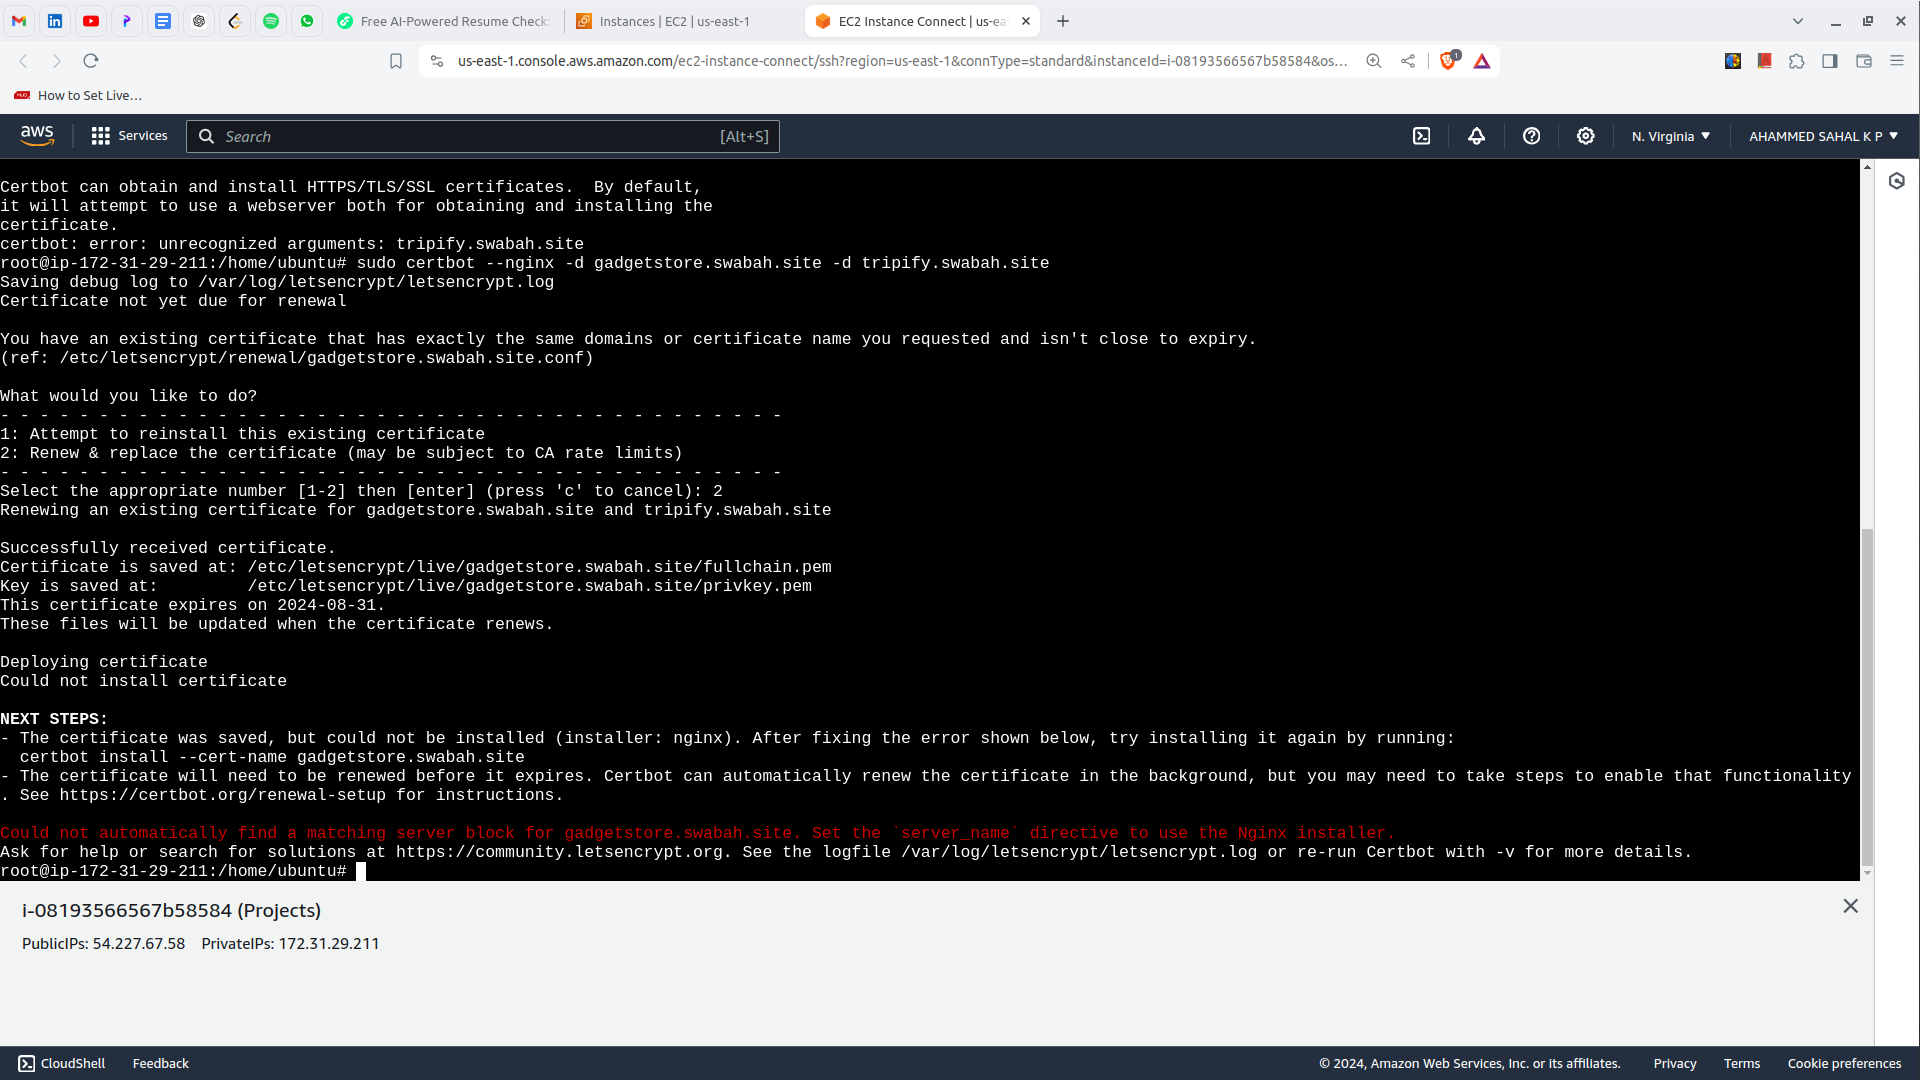 Free AI-Powered Resume Check
Instances | EC2 | us-east-1
EC2 Instance Connect | us-ea
us-east-1.console.aws.amazon.com/ec2-instance-connect/ssh?region=us-east-1&connType=standard&instanceId=i-08193566567b58584&os...
1
How to Set Live...
aws
Services
Search
[Alt+S]
N. Virginia
AHAMMED SAHAL K P
Certbot can obtain and install HTTPS/TLS/SSL certificates.  By default,
it will attempt to use a webserver both for obtaining and installing the
certificate.
certbot: error: unrecognized arguments: tripify.swabah.site
root@ip-172-31-29-211:/home/ubuntu# sudo certbot --nginx -d gadgetstore.swabah.site -d tripify.swabah.site
Saving debug log to /var/log/letsencrypt/letsencrypt.log
Certificate not yet due for renewal
You have an existing certificate that has exactly the same domains or certificate name you requested and isn't close to expiry.
(ref: /etc/letsencrypt/renewal/gadgetstore.swabah.site.conf)
What would you like to do?
- - - - - - - - - - - - - - - - - - - - - - - - - - - - - - - - - - - - - - - -
1: Attempt to reinstall this existing certificate
2: Renew & replace the certificate (may be subject to CA rate limits)
- - - - - - - - - - - - - - - - - - - - - - - - - - - - - - - - - - - - - - - -
Select the appropriate number [1-2] then [enter] (press 'c' to cancel): 2
Renewing an existing certificate for gadgetstore.swabah.site and tripify.swabah.site
Successfully received certificate.
Certificate is saved at: /etc/letsencrypt/live/gadgetstore.swabah.site/fullchain.pem
Key is saved at:         /etc/letsencrypt/live/gadgetstore.swabah.site/privkey.pem
This certificate expires on 2024-08-31.
These files will be updated when the certificate renews.
Deploying certificate
Could not install certificate
NEXT STEPS:
- The certificate was saved, but could not be installed (installer: nginx). After fixing the error shown below, try installing it again by running:
  certbot install --cert-name gadgetstore.swabah.site
- The certificate will need to be renewed before it expires. Certbot can automatically renew the certificate in the background, but you may need to take steps to enable that functionality
. See https://certbot.org/renewal-setup for instructions.
Could not automatically find a matching server block for gadgetstore.swabah.site. Set the `server_name` directive to use the Nginx installer.
Ask for help or search for solutions at https://community.letsencrypt.org. See the logfile /var/log/letsencrypt/letsencrypt.log or re-run Certbot with -v for more details.
root@ip-172-31-29-211:/home/ubuntu#
i-08193566567b58584 (Projects)
PublicIPs: 54.227.67.58    PrivateIPs: 172.31.29.211
CloudShell
Feedback
© 2024, Amazon Web Services, Inc. or its affiliates.
Privacy
Terms
Cookie preferences